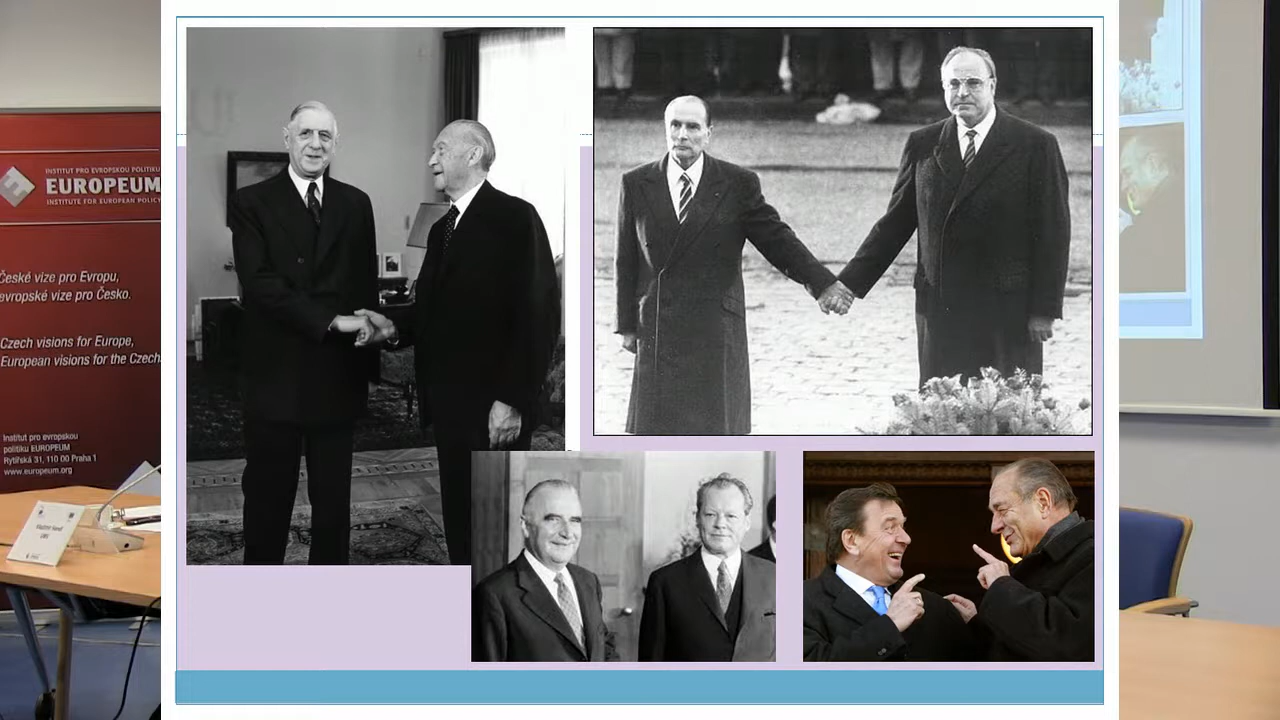 INSTITUT PRO EVROPSKOU POLITIKU
EUROPEUM
INSTITUTE FOR EUROPEAN POLICY
České vize pro Evropu,
evropské vize pro Česko.
Czech visions for Europe,
European visions for the Czech
Institut pro evropskou
politiku EUROPEUM
Rytířská 31, 110 00 Praha 1
www.europeum.org